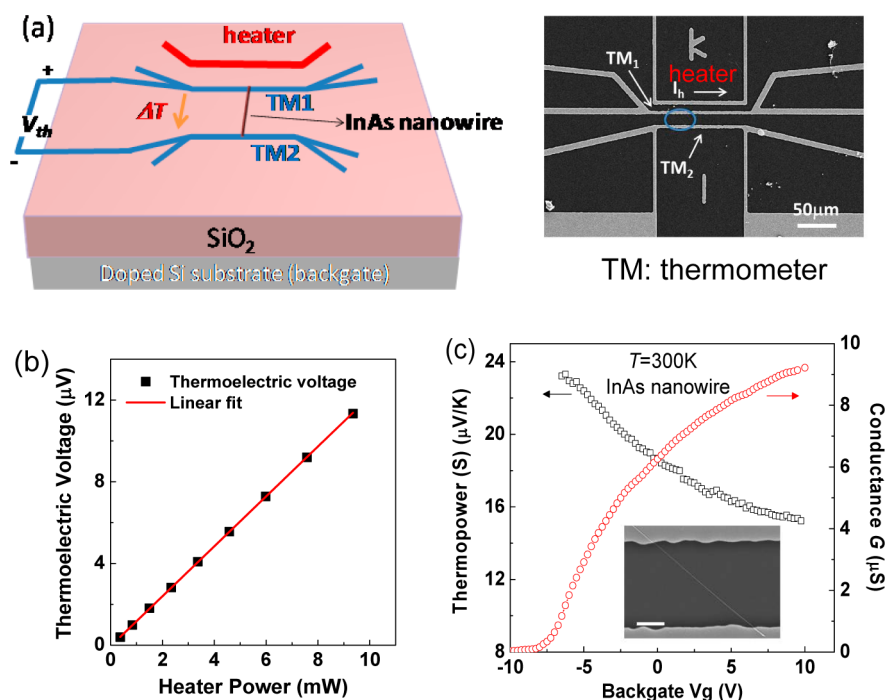 (a)
heater
+
TM1
Vth
ΔT
InAs nanowire
-
TM2
SiO2
Doped Si substrate (backgate)
k
TM1
heater
Ih
TM2
I
50μm
TM: thermometer
(b)
Thermoelectric Voltage (μV)
12
8
4
0
Thermoelectric voltage
Linear fit
0 2 4 6 8 10
Heater Power (mW)
(c)
Thermopower (S) (μV/K)
24
20
16
12
8
T=300K
InAs nanowire
10
8
6
4
2
0
Conductance G (μS)
-10 -5 0 5 10
Backgate Vg (V)